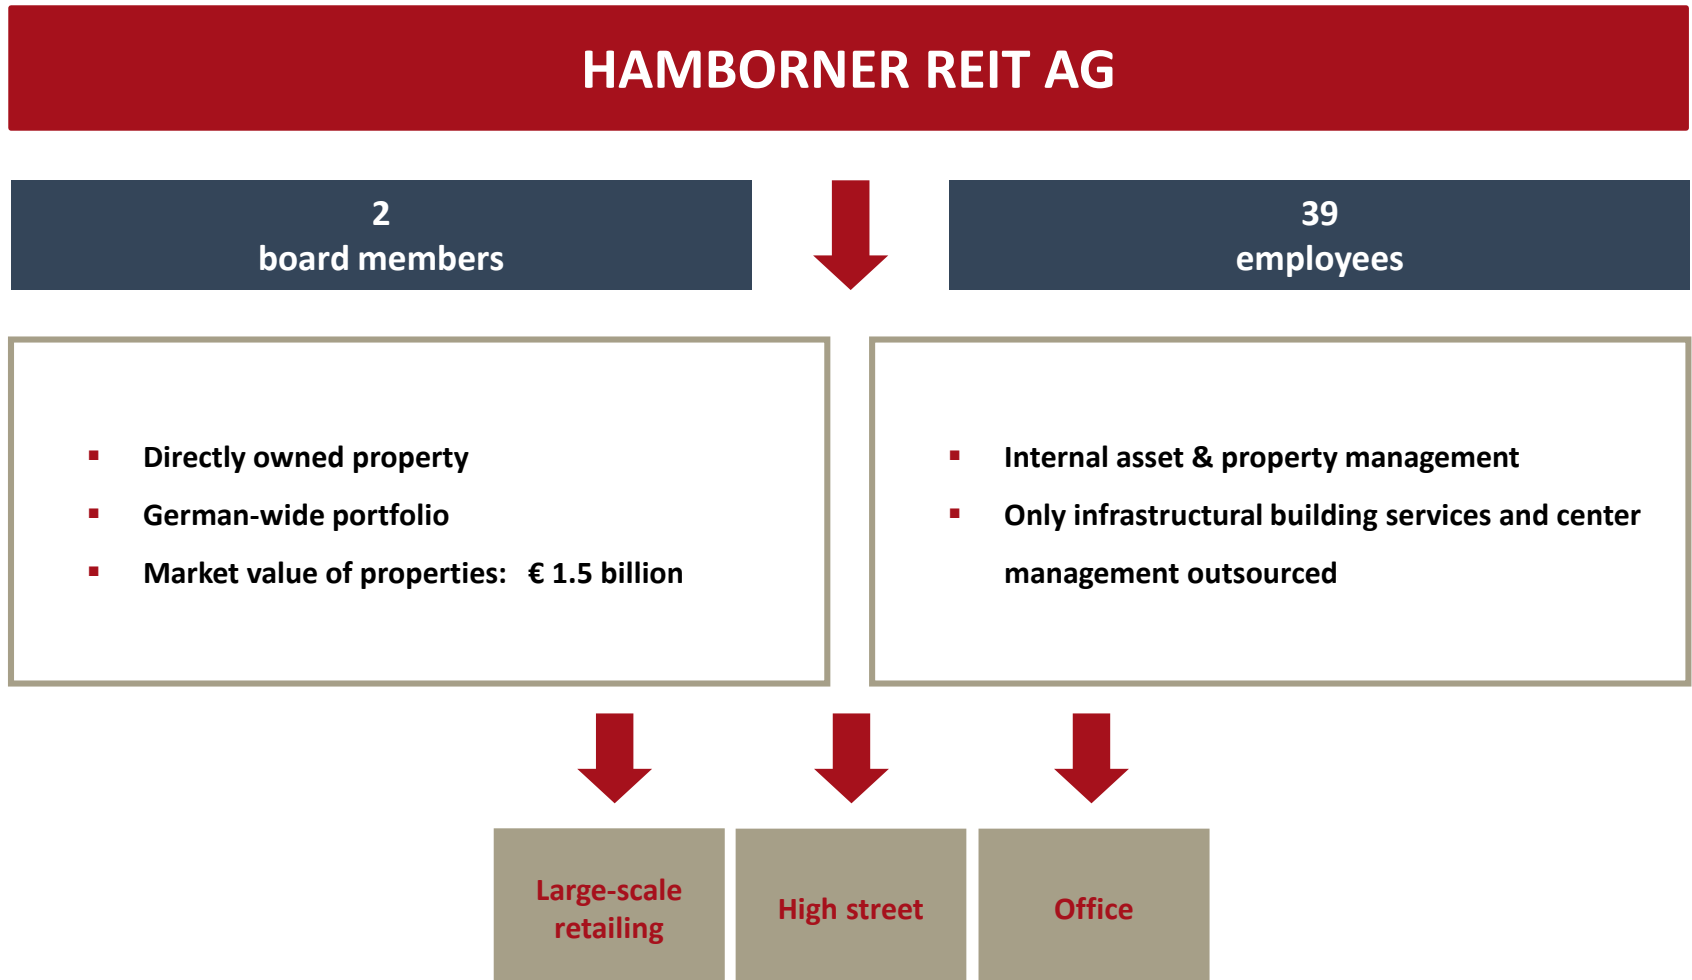 HAMBORNER REIT AG
2
board members
39
employees
▪ Directly owned property
▪ German-wide portfolio
▪ Market value of properties: € 1.5 billion
▪ Internal asset & property management
▪ Only infrastructural building services and center
management outsourced
Large-scale
retailing
High street
Office